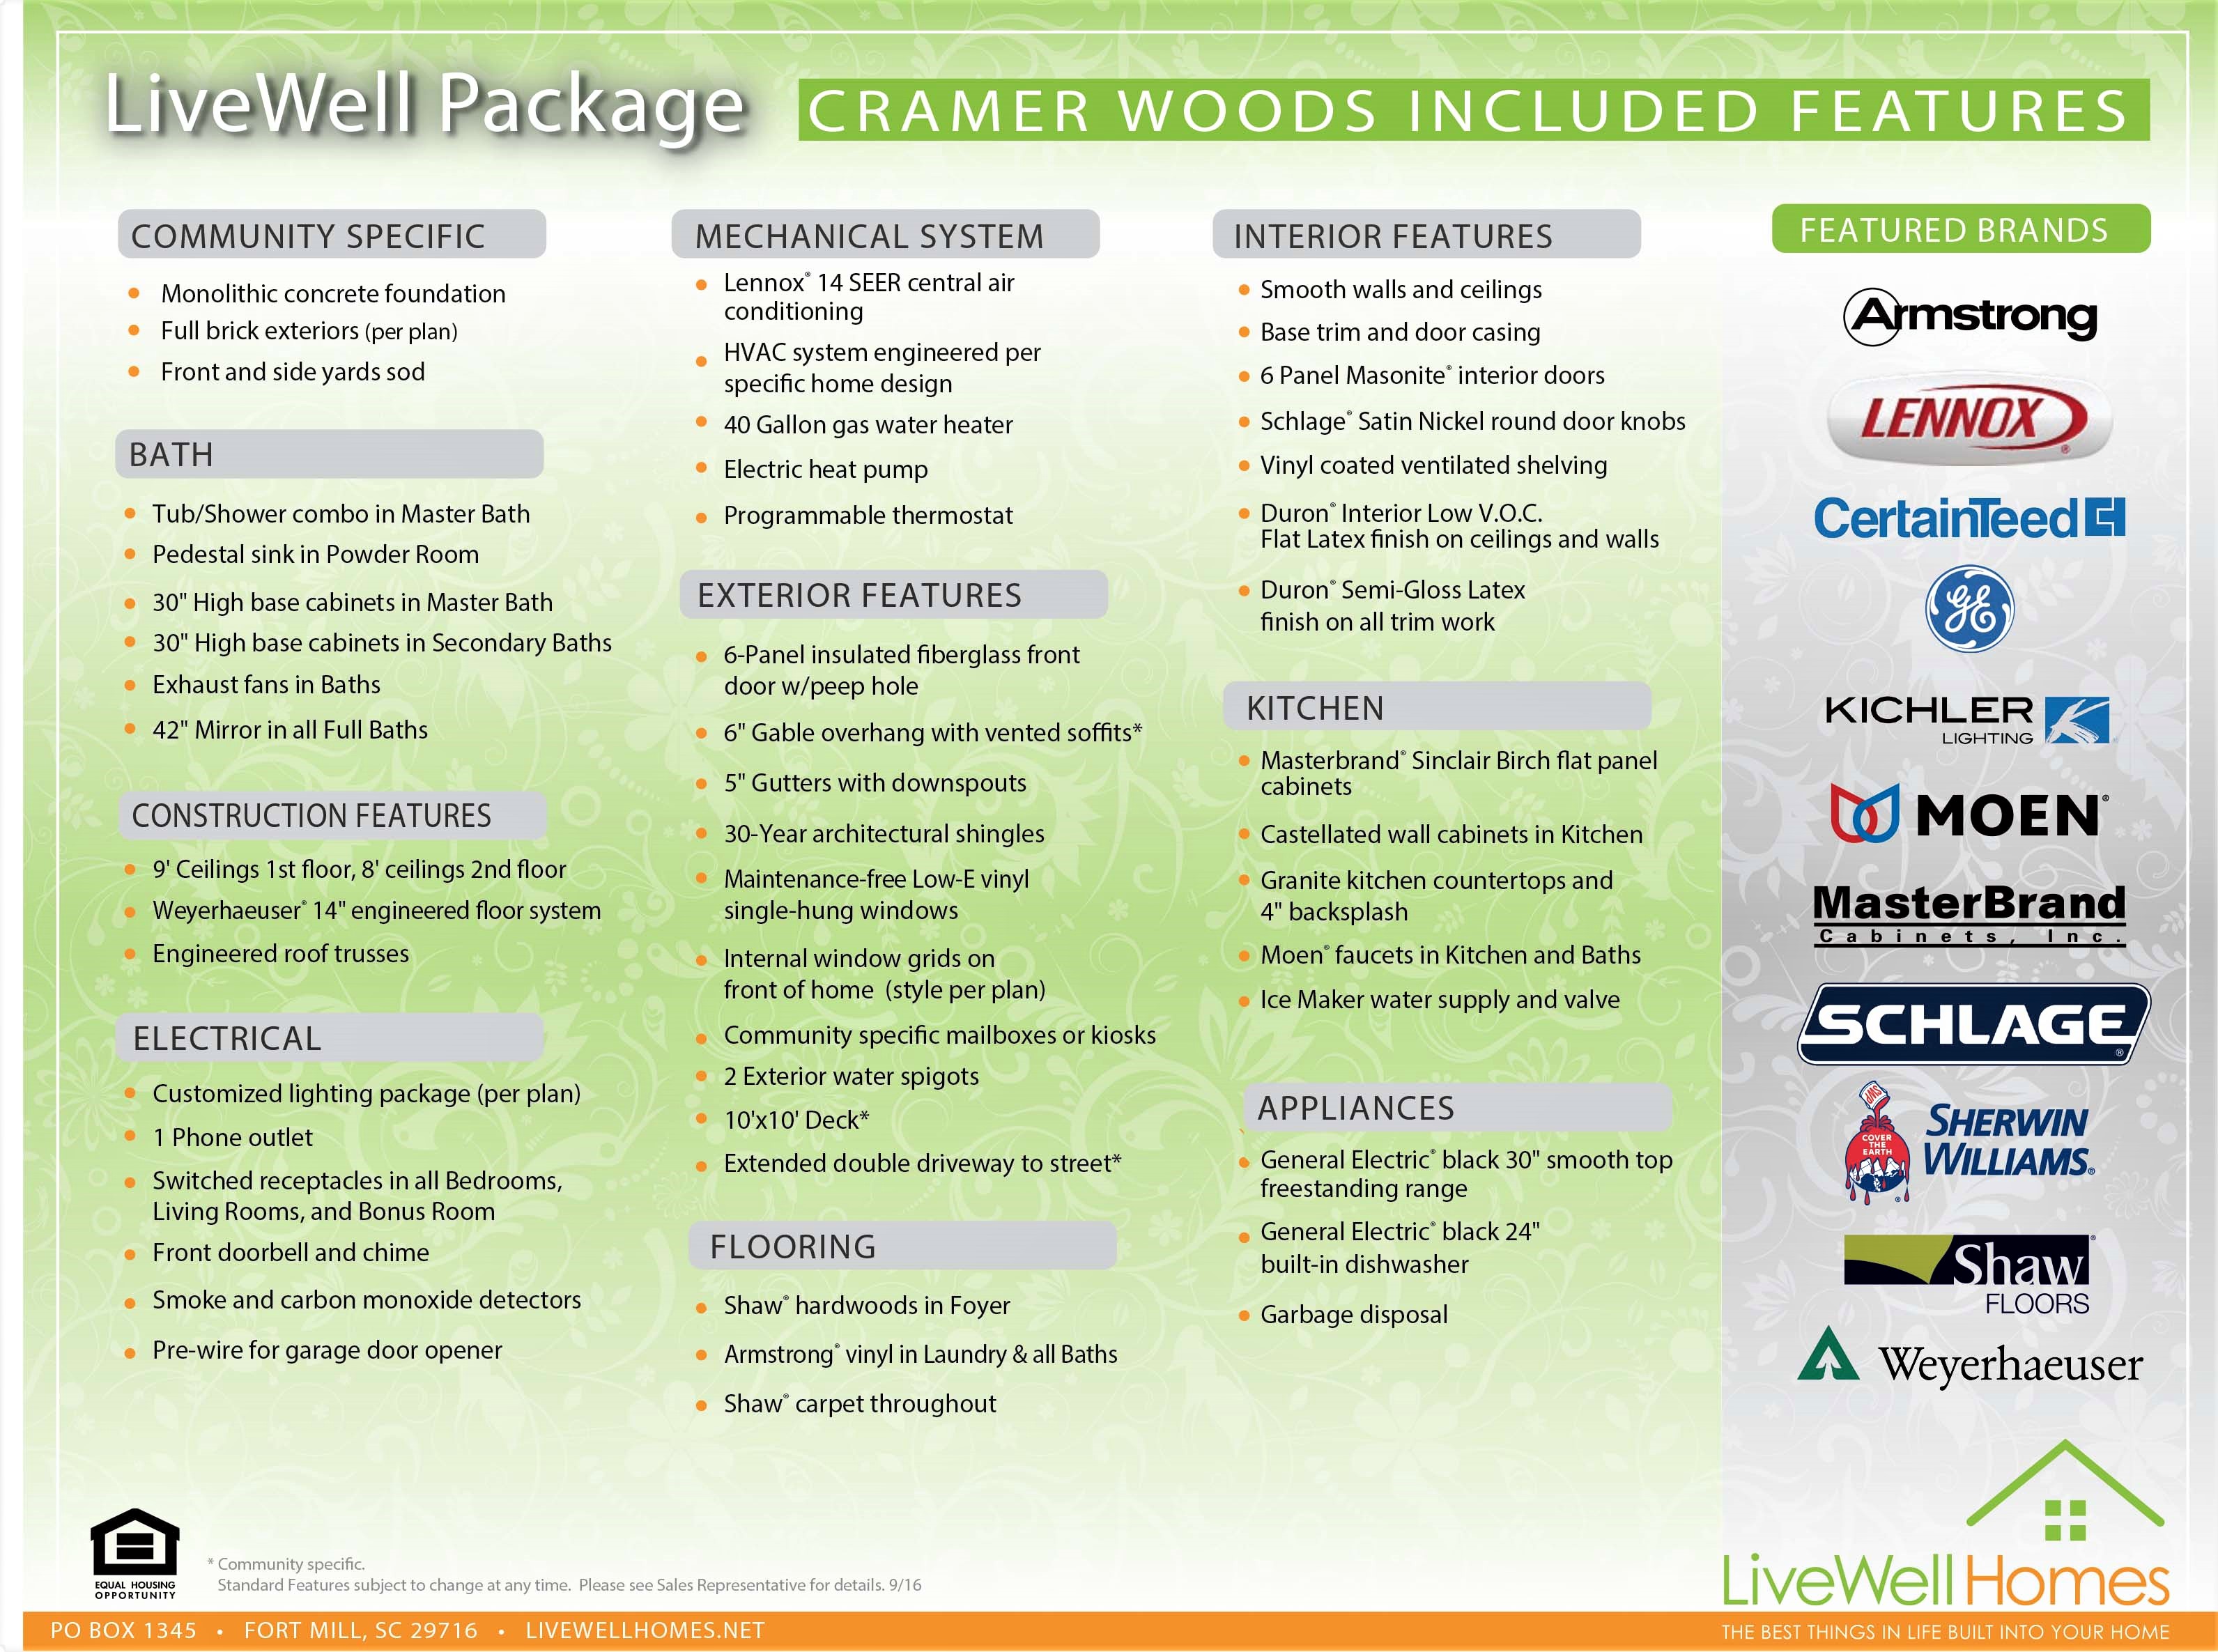 LiveWell Package
CRAMER WOODS INCLUDED FEATURES
COMMUNITY SPECIFIC
Monolithic concrete foundation
Full brick exteriors (per plan)
Front and side yards sod
BATH
Tub/Shower combo in Master Bath
Pedestal sink in Powder Room
30" High base cabinets in Master Bath
30" High base cabinets in Secondary Baths
Exhaust fans in Baths
42" Mirror in all Full Baths
CONSTRUCTION FEATURES
9' Ceilings 1st floor, 8' ceilings 2nd floor
Weyerhaeuser® 14" engineered floor system
Engineered roof trusses
ELECTRICAL
Customized lighting package (per plan)
1 Phone outlet
Switched receptacles in all Bedrooms,
Living Rooms, and Bonus Room
Front doorbell and chime
Smoke and carbon monoxide detectors
Pre-wire for garage door opener
MECHANICAL SYSTEM
Lennox® 14 SEER central air
conditioning
HVAC system engineered per
specific home design
40 Gallon gas water heater
Electric heat pump
Programmable thermostat
EXTERIOR FEATURES
6-Panel insulated fiberglass front
door w/peep hole
6" Gable overhang with vented soffits*
5" Gutters with downspouts
30-Year architectural shingles
Maintenance-free Low-E vinyl
single-hung windows
Internal window grids on
front of home (style per plan)
Community specific mailboxes or kiosks
2 Exterior water spigots
10'x10' Deck*
Extended double driveway to street*
FLOORING
Shaw® hardwoods in Foyer
Armstrong® vinyl in Laundry & all Baths
Shaw® carpet throughout
INTERIOR FEATURES
Smooth walls and ceilings
Base trim and door casing
6 Panel Masonite® interior doors
Schlage® Satin Nickel round door knobs
Vinyl coated ventilated shelving
Duron® Interior Low V.O.C.
Flat Latex finish on ceilings and walls
Duron® Semi-Gloss Latex
finish on all trim work
KITCHEN
Masterbrand® Sinclair Birch flat panel
cabinets
Castellated wall cabinets in Kitchen
Granite kitchen countertops and
4" backsplash
Moen® faucets in Kitchen and Baths
Ice Maker water supply and valve
APPLIANCES
General Electric® black 30" smooth top
freestanding range
General Electric® black 24"
built-in dishwasher
Garbage disposal
FEATURED BRANDS
Armstrong
LENNOX®
CertainTeed
GE
KICHLER
LIGHTING
MOEN®
MasterBrand
Cabinets, Inc.
SCHLAGE®
SWP
COVER
THE
EARTH
®
SHERWIN
WILLIAMS®
Shaw®
FLOORS
Weyerhaeuser
LiveWellHomes
THE BEST THINGS IN LIFE BUILT INTO YOUR HOME
EQUAL HOUSING
OPPORTUNITY
* Community specific.
Standard Features subject to change at any time. Please see Sales Representative for details. 9/16
PO BOX 1345 • FORT MILL, SC 29716 • LIVEWELLHOMES.NET